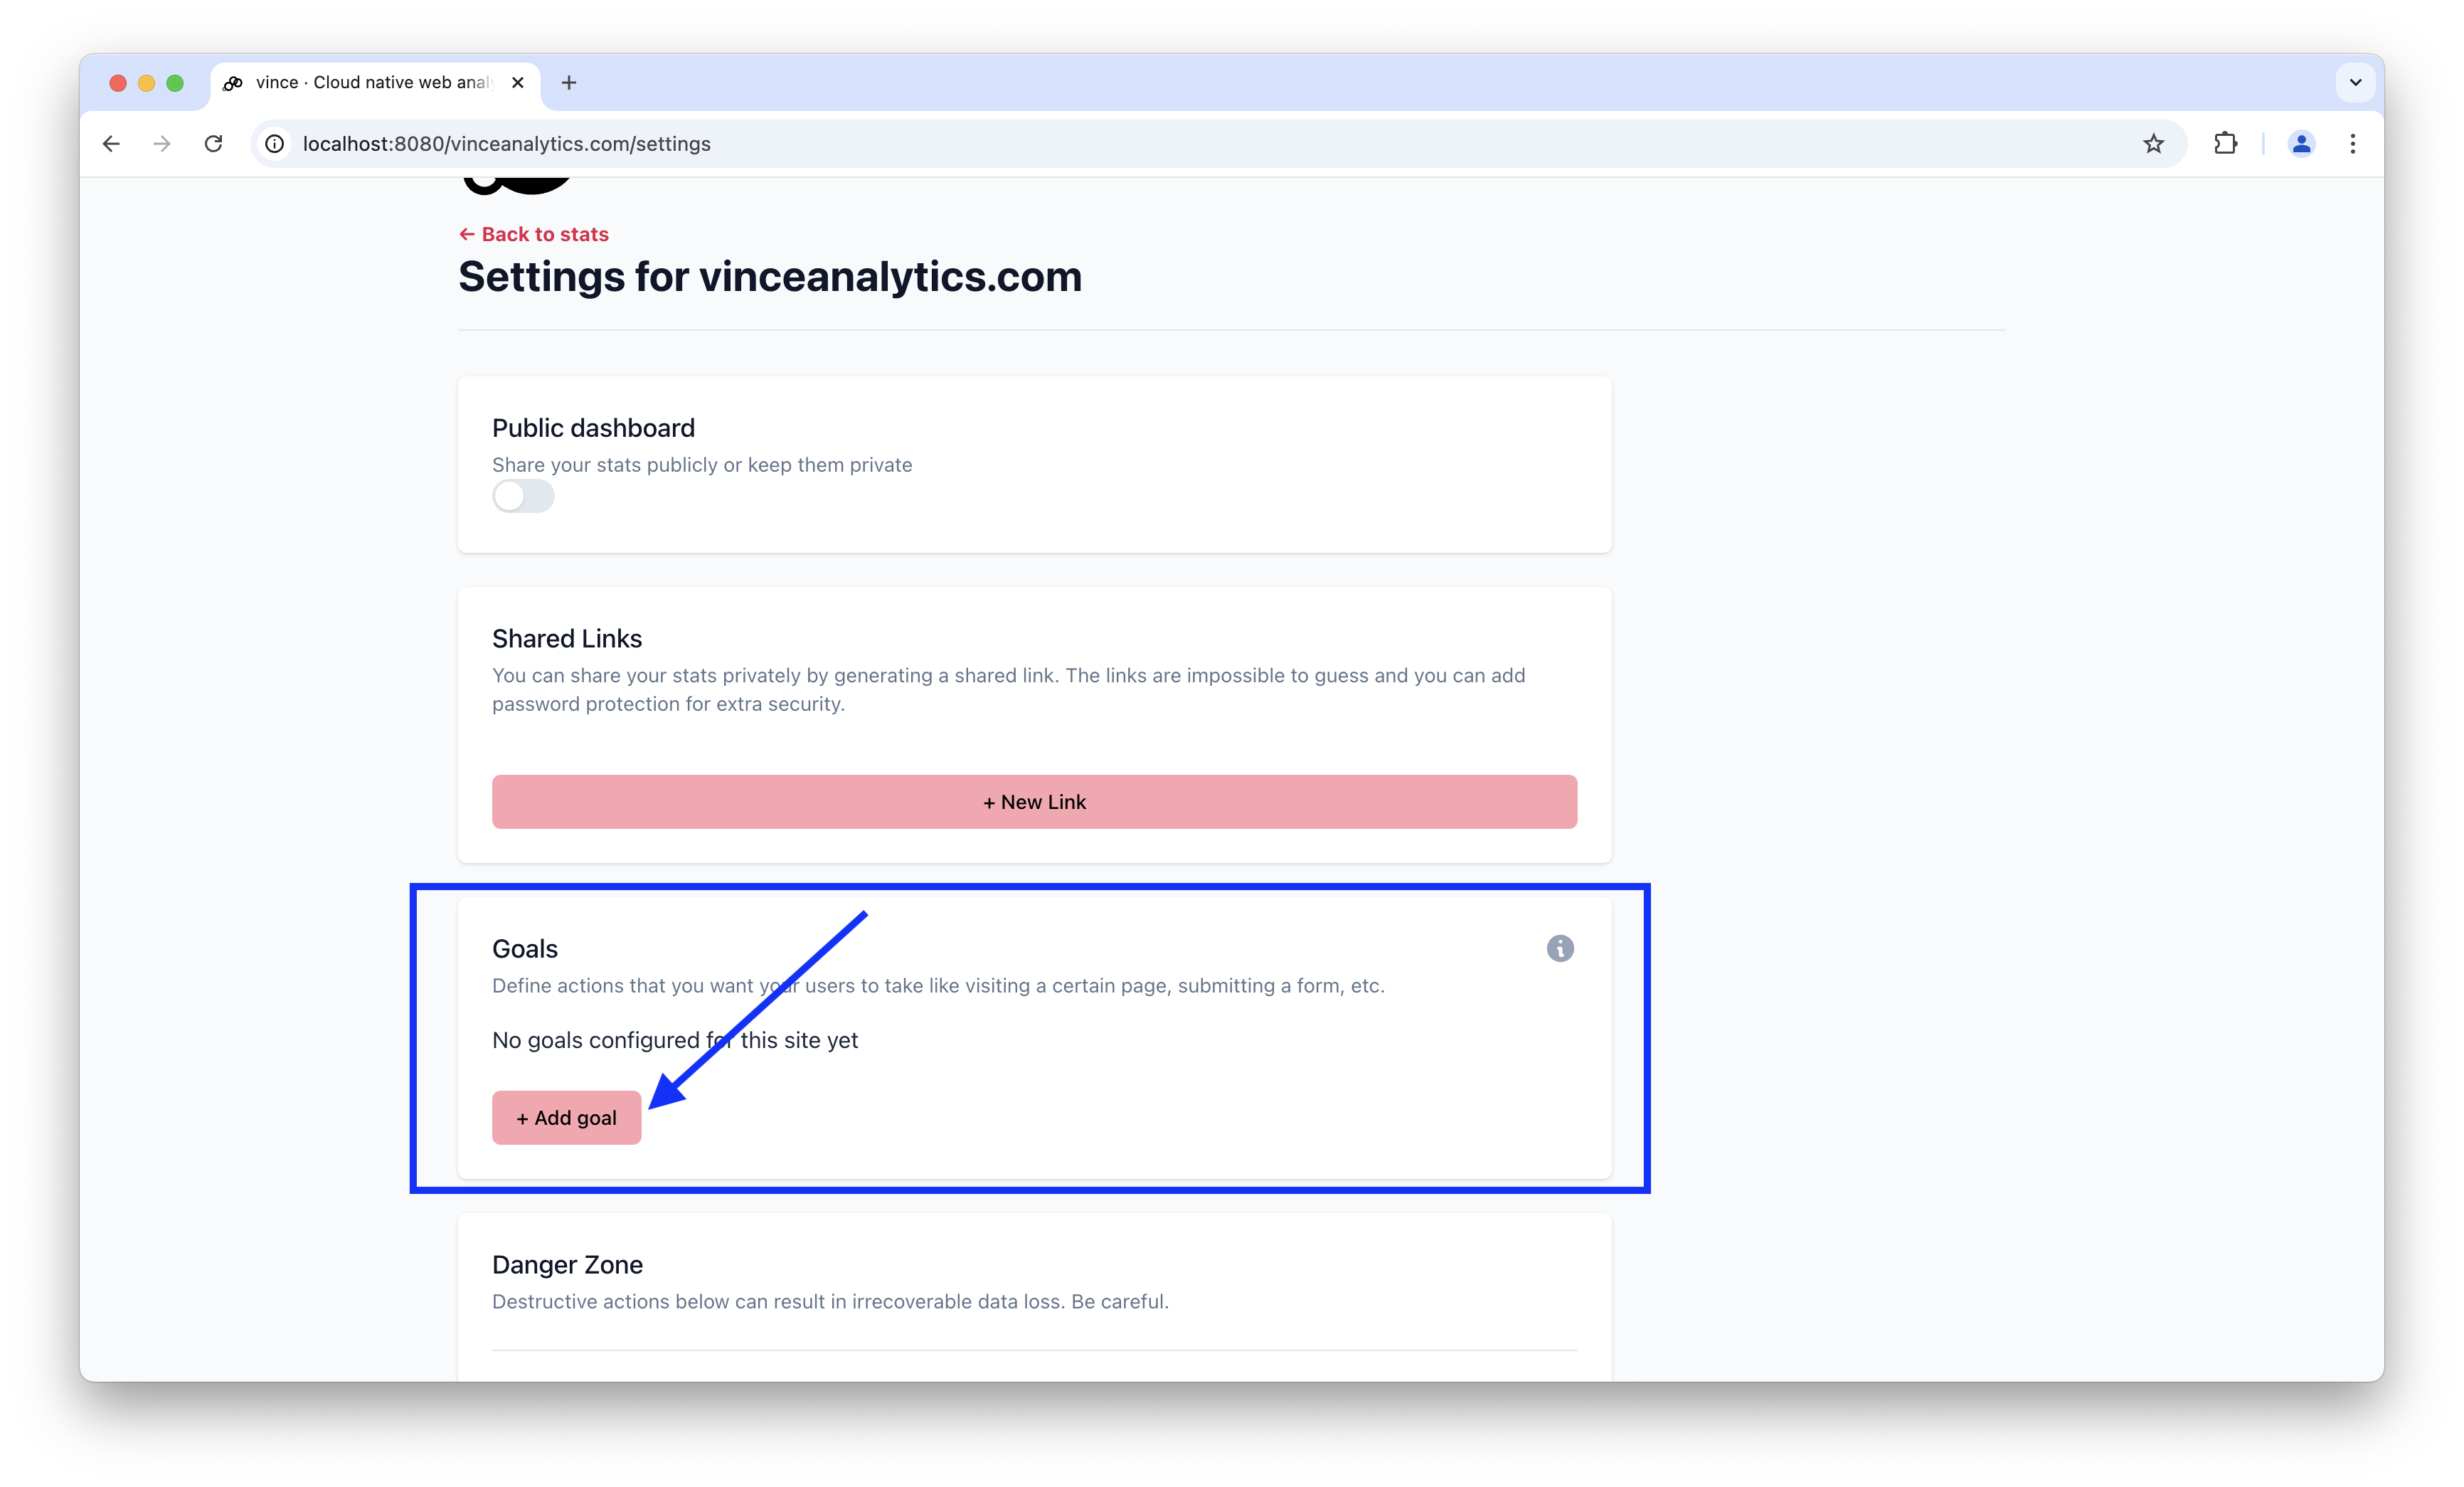 vince · Cloud native web anal
localhost:8080/vinceanalytics.com/settings
← Back to stats
Settings for vinceanalytics.com
Public dashboard
Share your stats publicly or keep them private
Shared Links
You can share your stats privately by generating a shared link. The links are impossible to guess and you can add
password protection for extra security.
+ New Link
Goals
Define actions that you want your users to take like visiting a certain page, submitting a form, etc.
No goals configured for this site yet
+ Add goal
Danger Zone
Destructive actions below can result in irrecoverable data loss. Be careful.